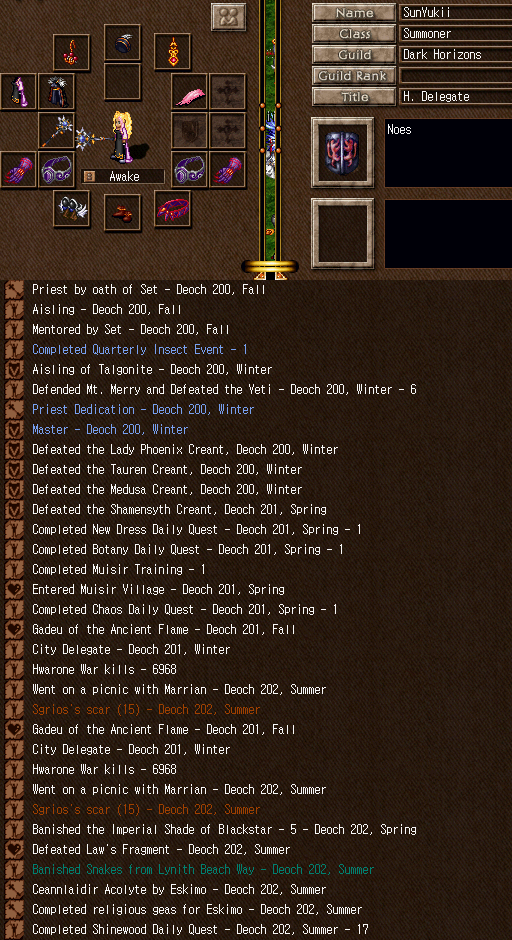 Name SunYukii
Class Summoner
Guild Dark Horizons
Guild Rank
Title H. Delegate
Noes
Awake
Priest by oath of Set - Deoch 200, Fall
Aisling - Deoch 200, Fall
Mentored by Set - Deoch 200, Fall
Completed Quarterly Insect Event - 1
Aisling of Talgonite - Deoch 200, Winter
Defended Mt. Merry and Defeated the Yeti - Deoch 200, Winter - 6
Priest Dedication - Deoch 200, Winter
Master - Deoch 200, Winter
Defeated the Lady Phoenix Creant, Deoch 200, Winter
Defeated the Tauren Creant, Deoch 200, Winter
Defeated the Medusa Creant, Deoch 200, Winter
Defeated the Shamensyth Creant, Deoch 201, Spring
Completed New Dress Daily Quest - Deoch 201, Spring - 1
Completed Botany Daily Quest - Deoch 201, Spring - 1
Completed Muisir Training - 1
Entered Muisir Village - Deoch 201, Spring
Completed Chaos Daily Quest - Deoch 201, Spring - 1
Gadeu of the Ancient Flame - Deoch 201, Fall
City Delegate - Deoch 201, Winter
Hwarone War kills - 6968
Went on a picnic with Marrian - Deoch 202, Summer
Sgrios's scar (15) - Deoch 202, Summer
Gadeu of the Ancient Flame - Deoch 201, Fall
City Delegate - Deoch 201, Winter
Hwarone War kills - 6968
Went on a picnic with Marrian - Deoch 202, Summer
Sgrios's scar (15) - Deoch 202, Summer
Banished the Imperial Shade of Blackstar - 5 - Deoch 202, Spring
Defeated Law's Fragment - Deoch 202, Summer
Banished Snakes from Lynith Beach Way - Deoch 202, Summer
Ceannlaidir Acolyte by Eskimo - Deoch 202, Summer
Completed religious geas for Eskimo - Deoch 202, Summer
Completed Shinewood Daily Quest - Deoch 202, Summer - 17